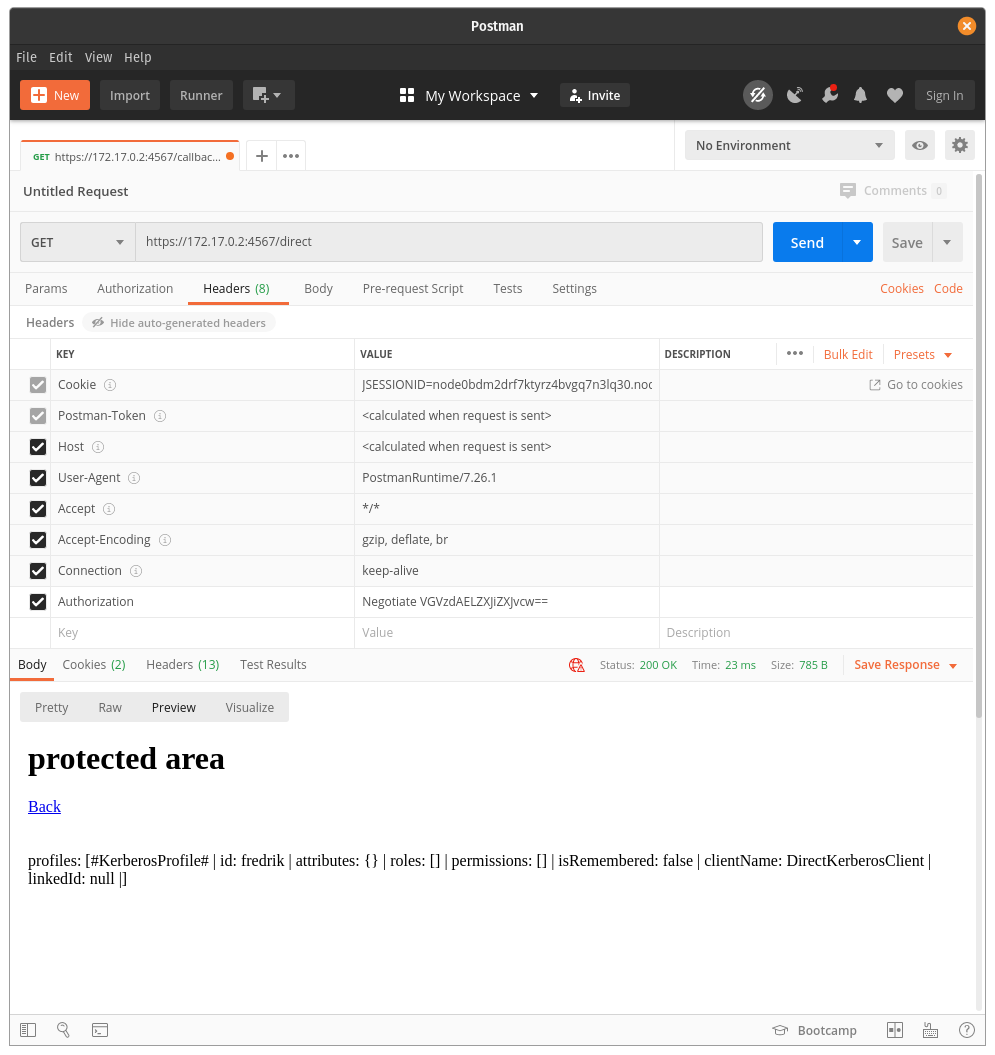 Postman
File Edit View Help
New Import Runner My Workspace Invite Sign In
GET https://172.17.0.2:4567/callbac... No Environment
Untitled Request Comments 0
GET https://172.17.0.2:4567/direct Send Save
Params Authorization Headers (8) Body Pre-request Script Tests Settings Cookies Code
Headers Hide auto-generated headers
KEY VALUE DESCRIPTION ••• Bulk Edit Presets
Cookie JSESSIONID=node0bdm2drf7ktyrz4bvgq7n3lq30.noc Go to cookies
Postman-Token <calculated when request is sent>
Host <calculated when request is sent>
User-Agent PostmanRuntime/7.26.1
Accept */*
Accept-Encoding gzip, deflate, br
Connection keep-alive
Authorization Negotiate VGVzdAELZXJiZXJvcw==
Key Value Description
Body Cookies (2) Headers (13) Test Results Status: 200 OK Time: 23 ms Size: 785 B Save Response
Pretty Raw Preview Visualize
protected area
Back
profiles: [#KerberosProfile# | id: fredrik | attributes: {} | roles: [] | permissions: [] | isRemembered: false | clientName: DirectKerberosClient |
linkedId: null |]
Bootcamp